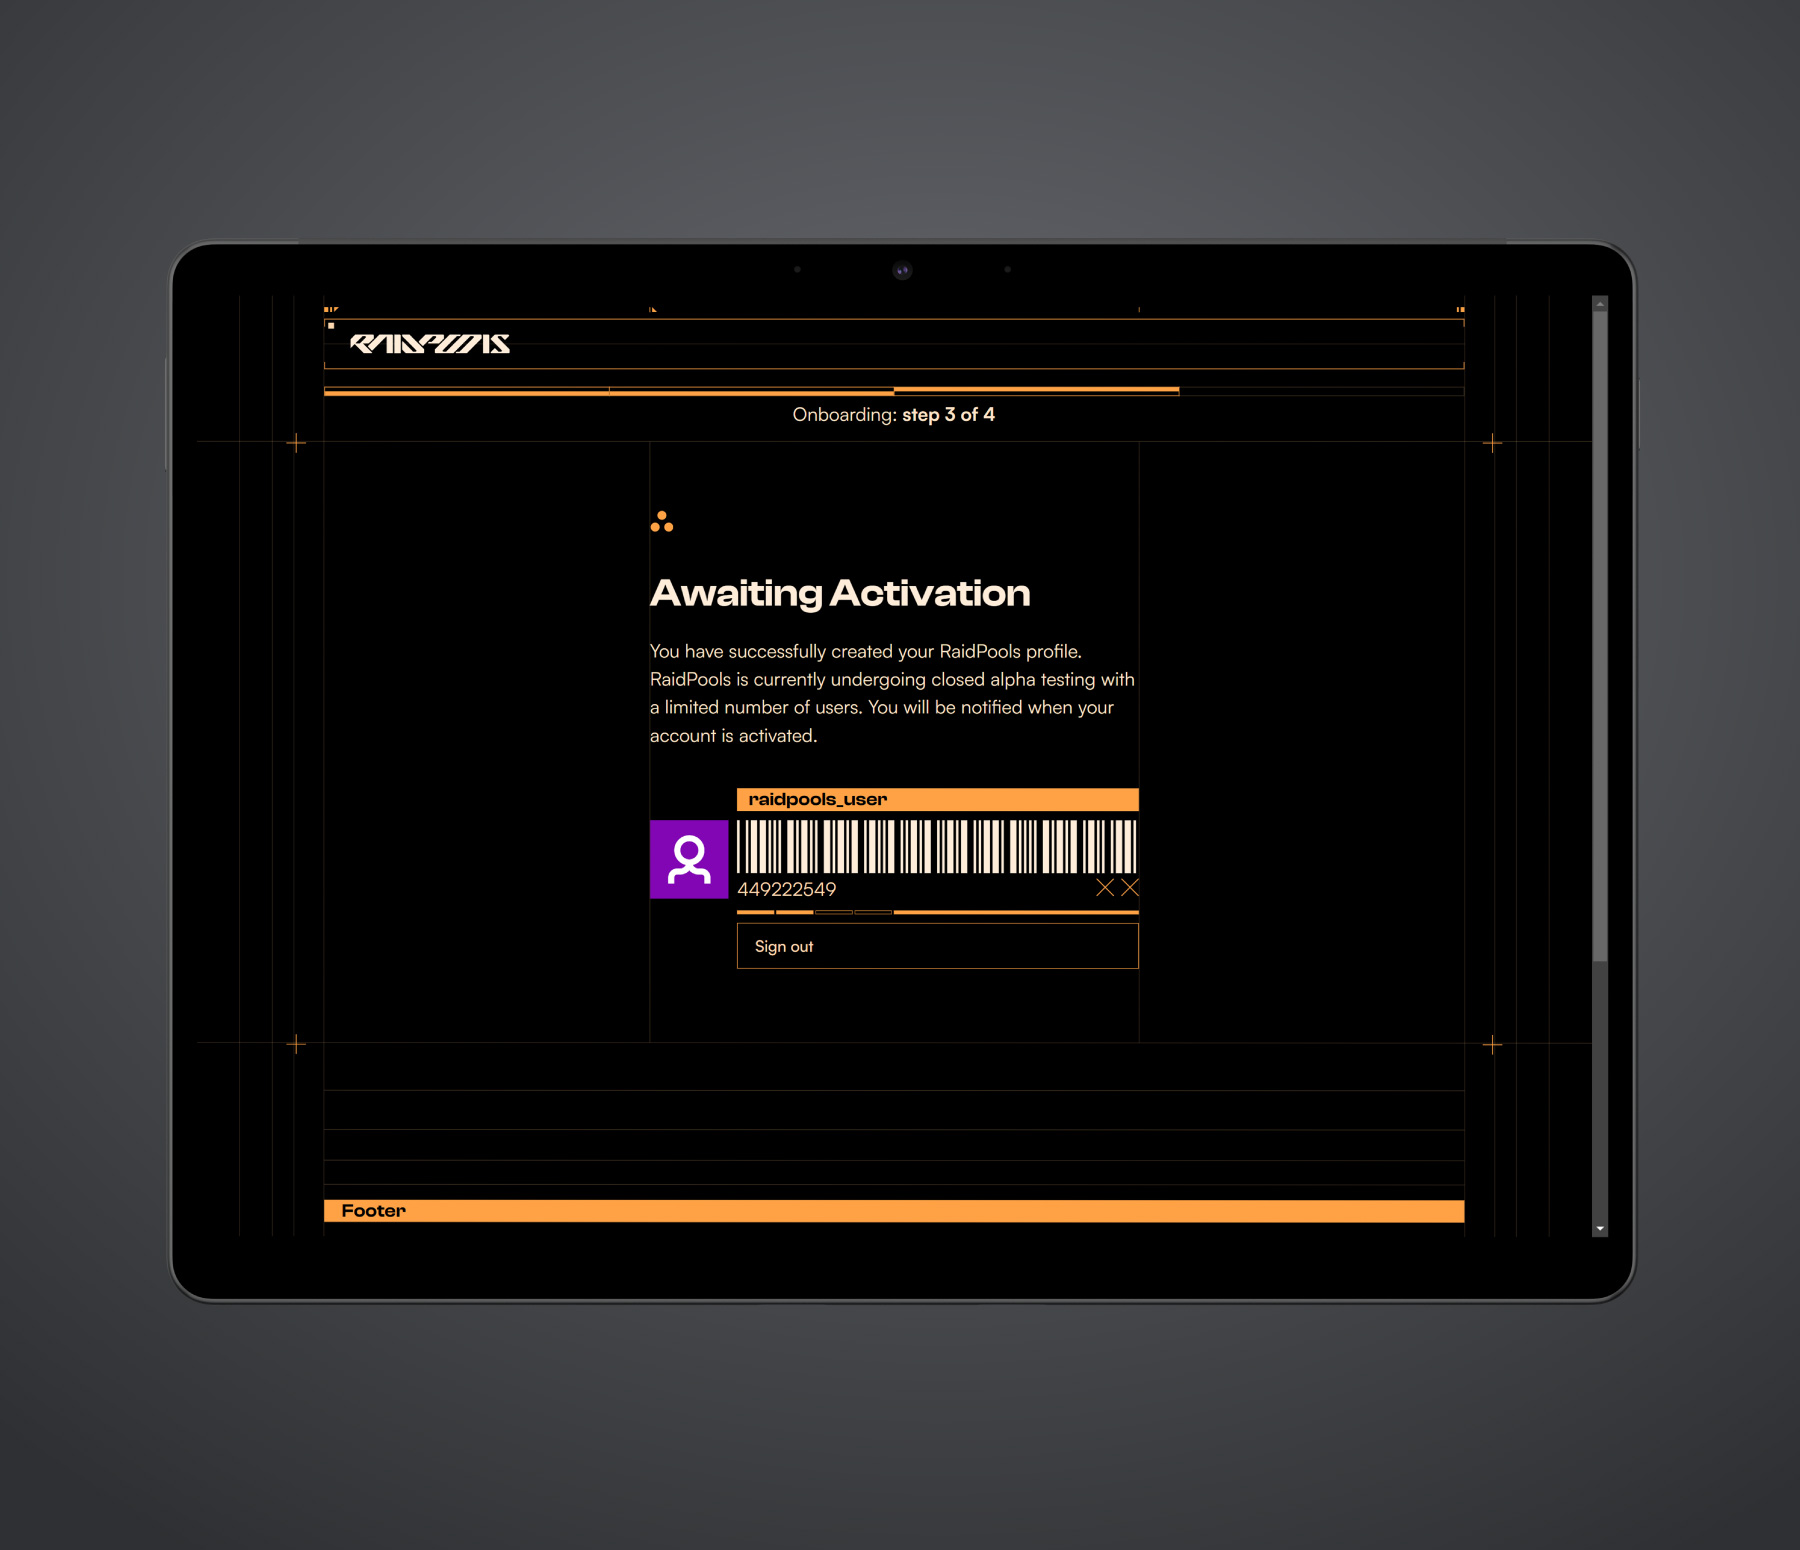 RAIDPOOLS
Onboarding: step 3 of 4
Awaiting Activation
You have successfully created your RaidPools profile.
RaidPools is currently undergoing closed alpha testing with
a limited number of users. You will be notified when your
account is activated.
raidpools_user
449222549
Sign out
Footer